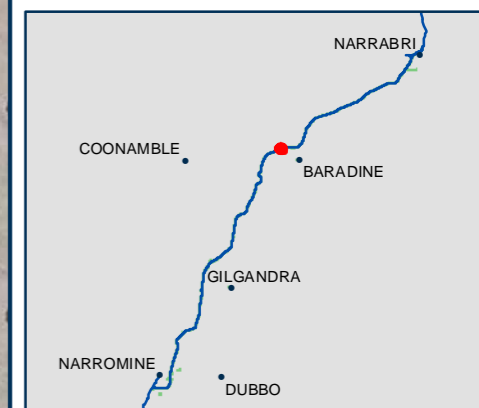 NARRABRI
COONAMBLE
BARADINE
GILGANDRA
NARROMINE
DUBBO